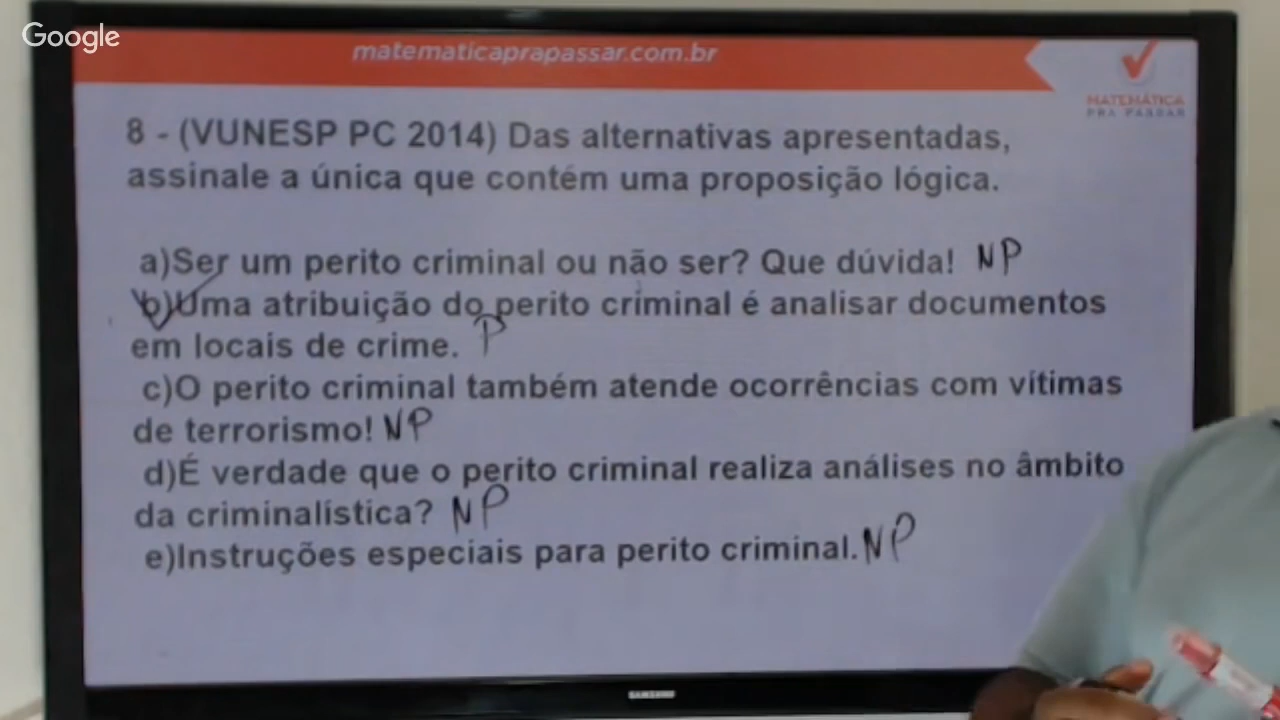 Google
matematicaprapassar.com.br
MATEMÁTICA
PRA PASSAR
8 - (VUNESP PC 2014) Das alternativas apresentadas,
assinale a única que contém uma proposição lógica.
a)Ser um perito criminal ou não ser? Que dúvida! NP
b)Uma atribuição do perito criminal é analisar documentos
em locais de crime. P
c)O perito criminal também atende ocorrências com vítimas
de terrorismo! NP
d)É verdade que o perito criminal realiza análises no âmbito
da criminalística? NP
e)Instruções especiais para perito criminal. NP
SAMSUNG